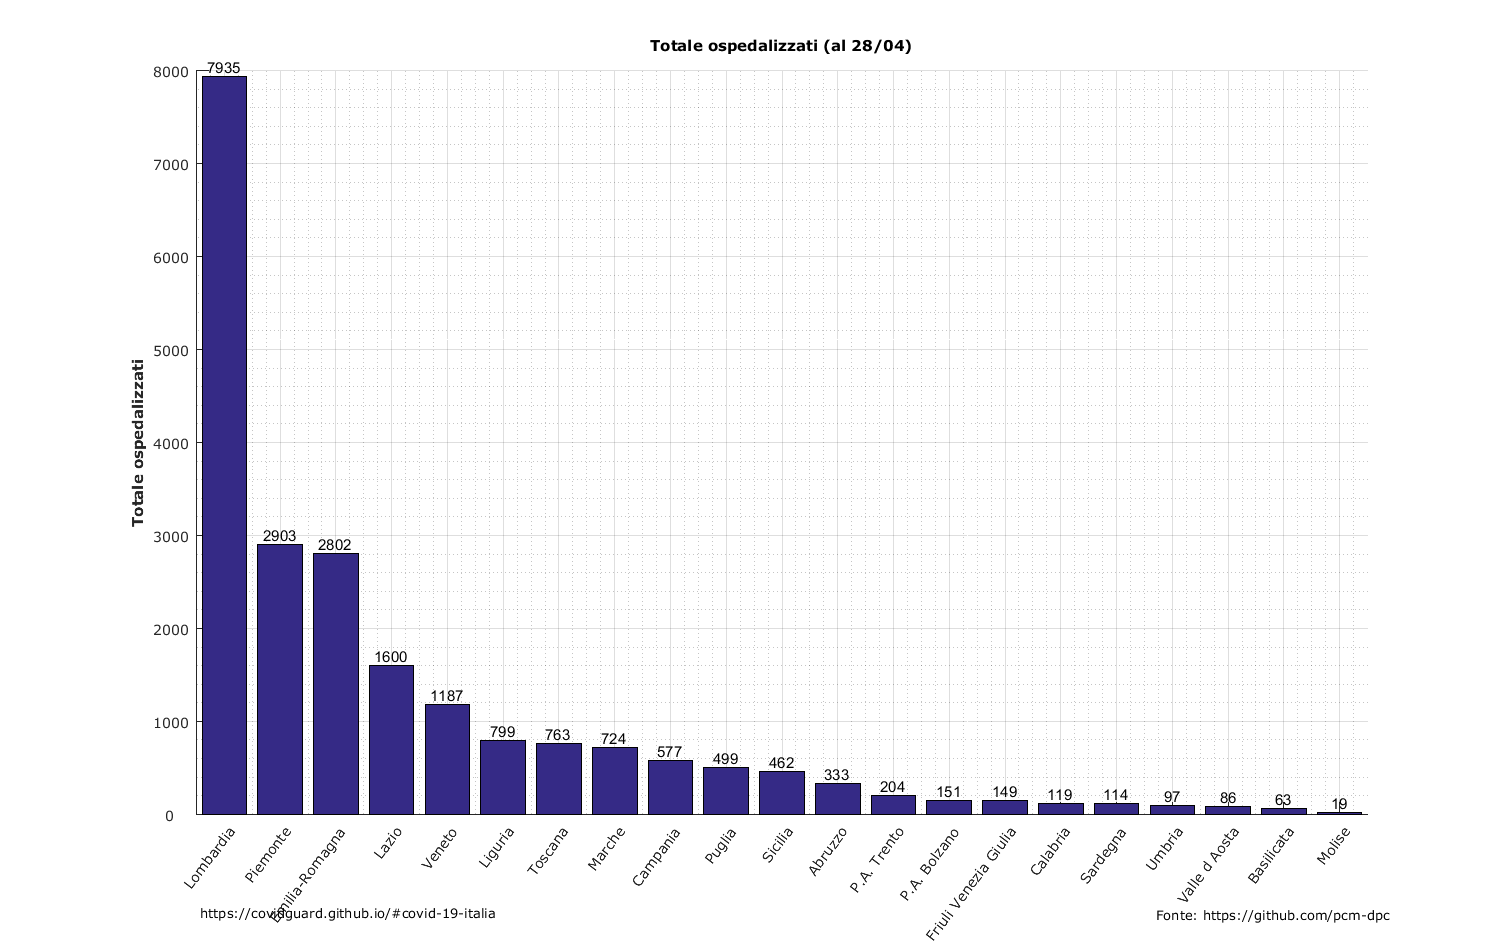 Totale ospedalizzati (al 28/04)
Totale ospedalizzati
8000
7000
6000
5000
4000
3000
2000
1000
0
7935
2903
2802
1600
1187
799
763
724
577
499
462
333
204
151
149
119
114
97
86
63
19
Lombardia
Piemonte
Emilia-Romagna
Lazio
Veneto
Liguria
Toscana
Marche
Campania
Puglia
Sicilia
Abruzzo
P.A. Trento
P.A. Bolzano
Friuli Venezia Giulia
Calabria
Sardegna
Umbria
Valle d Aosta
Basilicata
Molise
https://covidguard.github.io/#covid-19-italia
Fonte: https://github.com/pcm-dpc